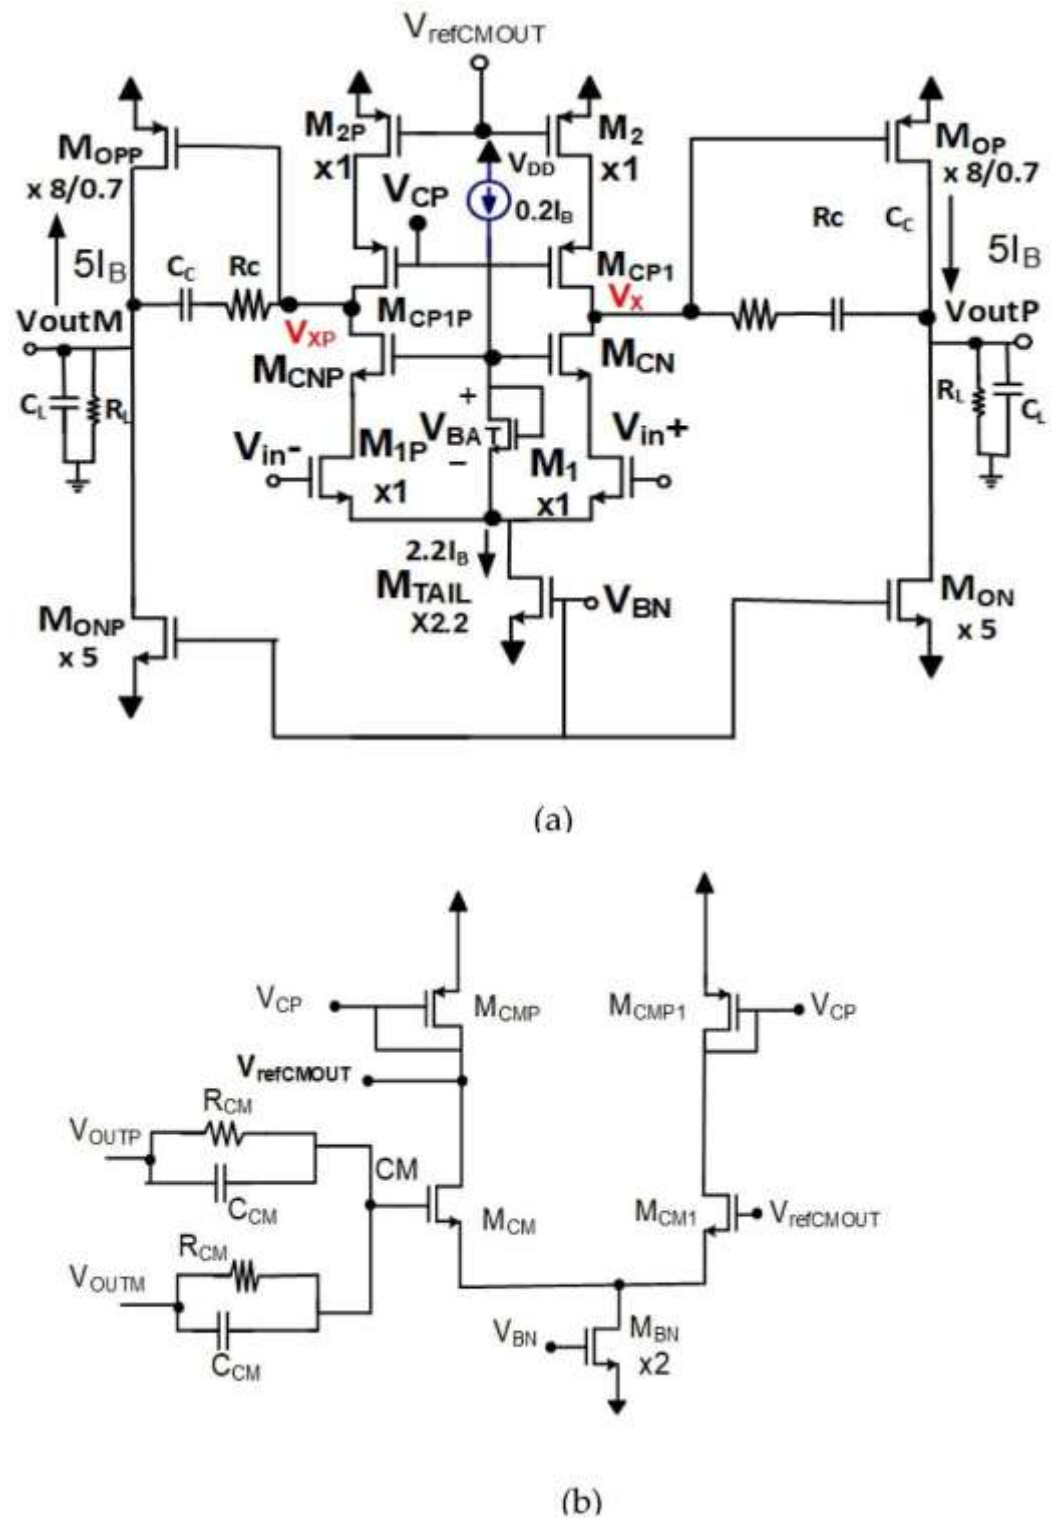 VrefCMOUT
M2P
x1
M2
x1
VDD
0.2IB
VCP
MOPP
x 8/0.7
MOP
x 8/0.7
5IB
CC
Rc
Rc
CC
5IB
VoutM
VXP
MCP1P
MCP1
VX
VoutP
MCNP
MCN
CL
RL
RL
CL
Vin-
M1P
x1
+
VBAT
−
M1
x1
Vin+
2.2IB
MTAIL
X2.2
VBN
MONP
x 5
MON
x 5
(a)
VCP
MCMP
MCMP1
VCP
VrefCMOUT
RCM
VOUTP
CCM
CM
MCM
MCM1
VrefCMOUT
RCM
VOUTM
CCM
VBN
MBN
x2
(b)